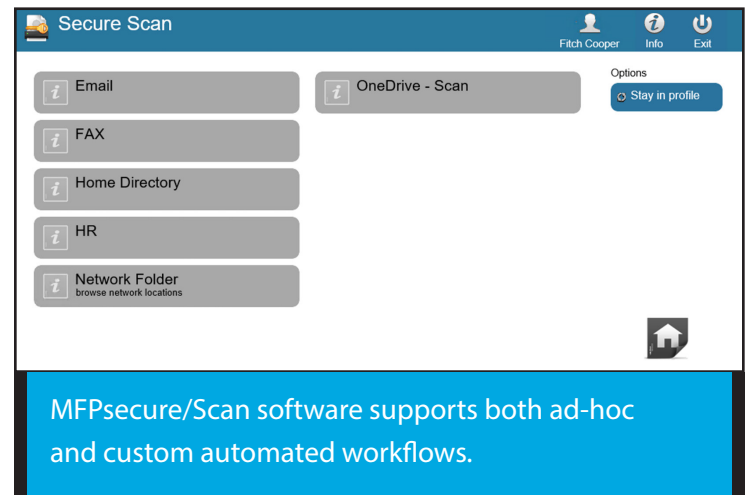 Secure Scan
Fitch Cooper
Info
Exit
Email
OneDrive - Scan
Options
Stay in profile
FAX
Home Directory
HR
Network Folder
browse network locations
MFPsecure/Scan software supports both ad-hoc
and custom automated workflows.